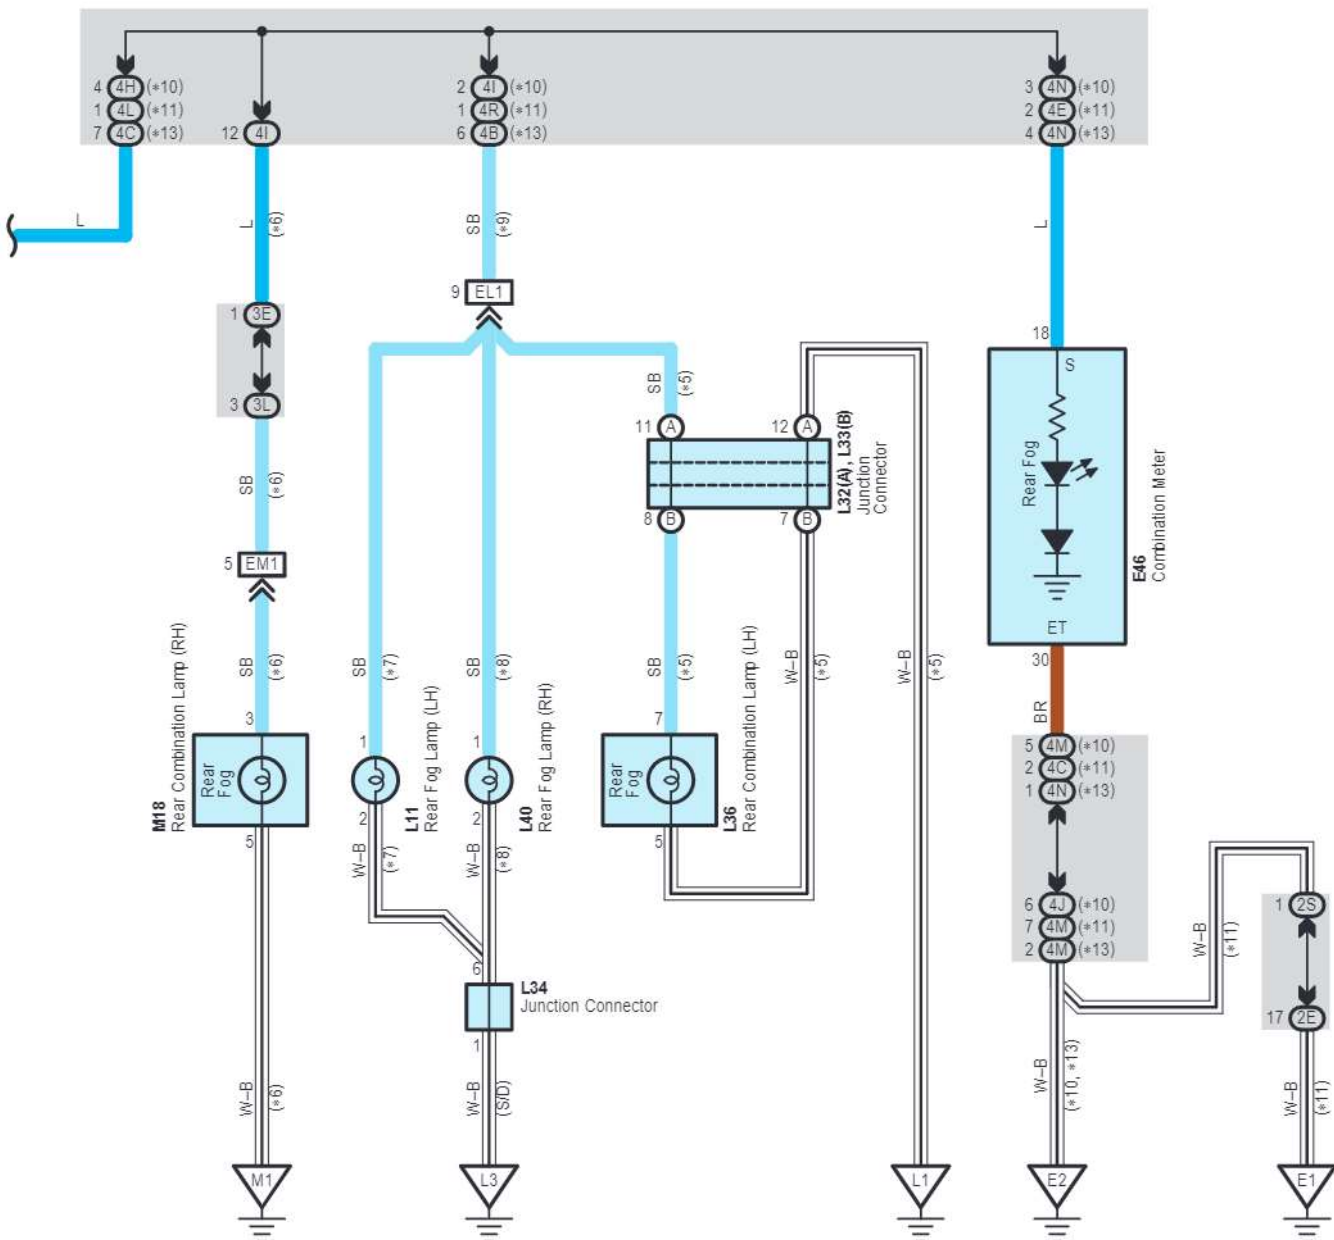 4 4H (*10)
1 4L (*11)
7 4C (*13)
12 4I
2 4I (*10)
1 4R (*11)
6 4B (*13)
3 4N (*10)
2 4E (*11)
4 4N (*13)
L
L
(*6)
SB
(*9)
L
1 3E
3 3L
9 EL1
18
S
Rear Fog
ET
E46
Combination Meter
30
SB
(*5)
11 A
12 A
8 B
7 B
L32(A), L33(B)
Junction
Connector
SB
(*6)
5 EM1
SB
(*6)
SB
(*7)
SB
(*8)
SB
(*5)
W-B
(*5)
W-B
(*5)
BR
3
Rear
Fog
5
M18
Rear Combination Lamp (RH)
1
2
L11
Rear Fog Lamp (LH)
1
2
L40
Rear Fog Lamp (RH)
7
Rear
Fog
5
L36
Rear Combination Lamp (LH)
5 4M (*10)
2 4C (*11)
1 4N (*13)
6 4J (*10)
7 4M (*11)
2 4M (*13)
W-B
(*7)
W-B
(*8)
6
L34
Junction Connector
1
W-B
(*11)
1 2S
17 2E
W-B
(*6)
W-B
(S/D)
W-B
(*10, *13)
W-B
(*11)
M1
L3
L1
E2
E1